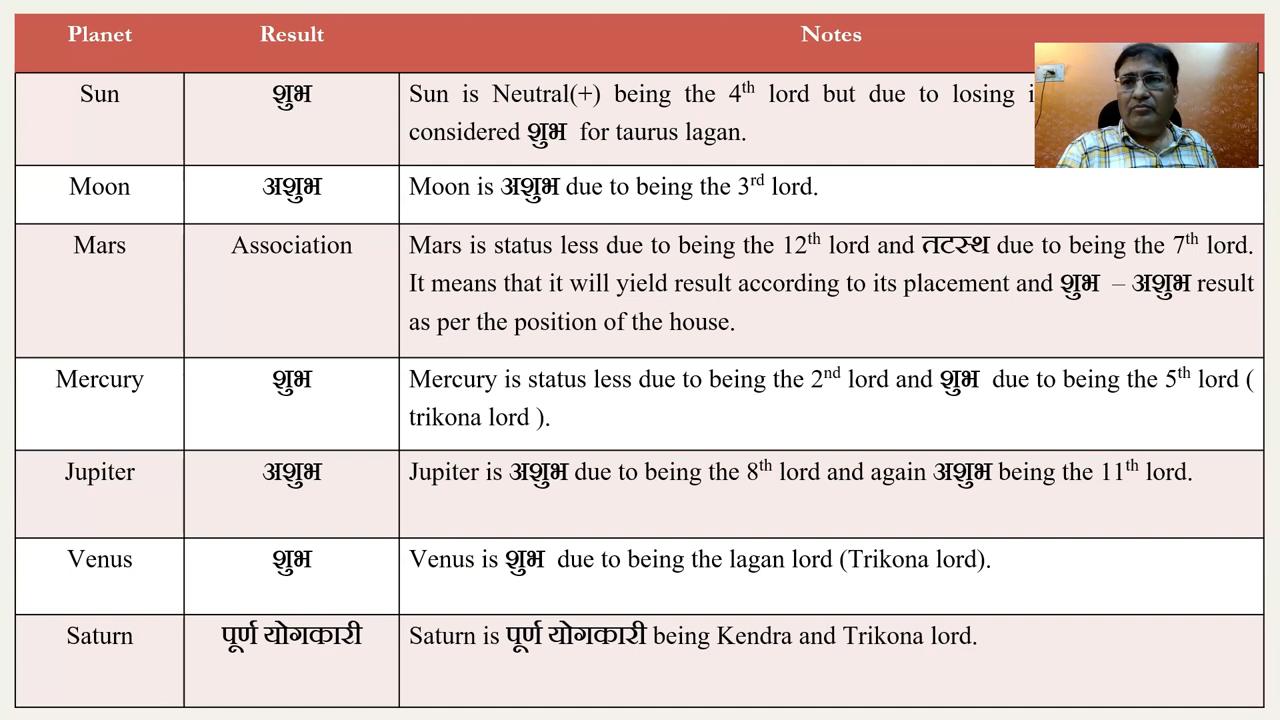 Planet Result Notes
Sun शुभ Sun is Neutral(+) being the 4th lord but due to losing
considered शुभ for taurus lagan.
Moon अशुभ Moon is अशुभ due to being the 3rd lord.
Mars Association Mars is status less due to being the 12th lord and तटस्थ due to being the 7th lord.
It means that it will yield result according to its placement and शुभ – अशुभ result
as per the position of the house.
Mercury शुभ Mercury is status less due to being the 2nd lord and शुभ due to being the 5th lord (
trikona lord ).
Jupiter अशुभ Jupiter is अशुभ due to being the 8th lord and again अशुभ being the 11th lord.
Venus शुभ Venus is शुभ due to being the lagan lord (Trikona lord).
Saturn पूर्ण योगकारी Saturn is पूर्ण योगकारी being Kendra and Trikona lord.